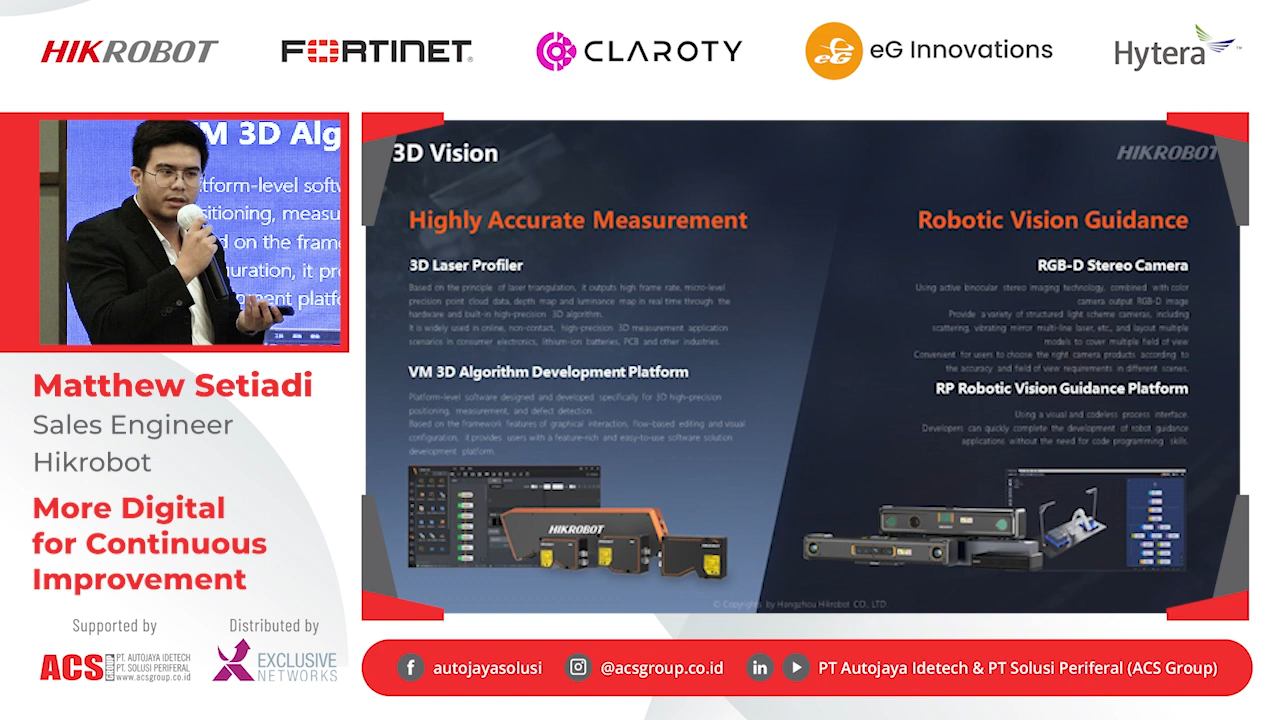 HIKROBOT
FORTINET
CLAROTY
eG
eG Innovations
Hytera
VM 3D Alg
tform-level softw
sitioning, measu
d on the frame
uration, it pro
pment platfo
Matthew Setiadi
Sales Engineer
Hikrobot
More Digital
for Continuous
Improvement
Supported by
Distributed by
ACS
PT. AUTOJAYA IDETECH
PT. SOLUSI PERIFERAL
www.acsgroup.co.id
EXCLUSIVE
NETWORKS
3D Vision
HIKROBOT
Highly Accurate Measurement
3D Laser Profiler
Based on the principle of laser triangulation, it outputs high frame rate, micro-level
precision point cloud data, depth map and luminance map in real time through the
hardware and built-in high-precision 3D algorithm.
It is widely used in online, non-contact, high-precision 3D measurement application
scenarios in consumer electronics, lithium-ion batteries, PCB and other industries.
VM 3D Algorithm Development Platform
Platform-level software designed and developed specifically for 3D high-precision
positioning, measurement, and defect detection.
Based on the framework features of graphical interaction, flow-based editing and visual
configuration, it provides users with a feature-rich and easy-to-use software solution
development platform.
HIKROBOT
Robotic Vision Guidance
RGB-D Stereo Camera
Using active binocular stereo imaging technology, combined with color
camera output RGB-D image
Provide a variety of structured light scheme cameras, including
scattering, vibrating mirror multi-line laser, etc., and layout multiple
models to cover multiple field of view
Convenient for users to choose the right camera products according to
the accuracy and field of view requirements in different scenes.
RP Robotic Vision Guidance Platform
Using a visual and codeless process interface.
Developers can quickly complete the development of robot guidance
applications without the need for code programming skills.
© Copyrights by Hangzhou Hikrobot CO., LTD
autojayasolusi
@acsgroup.co.id
PT Autojaya Idetech & PT Solusi Periferal (ACS Group)